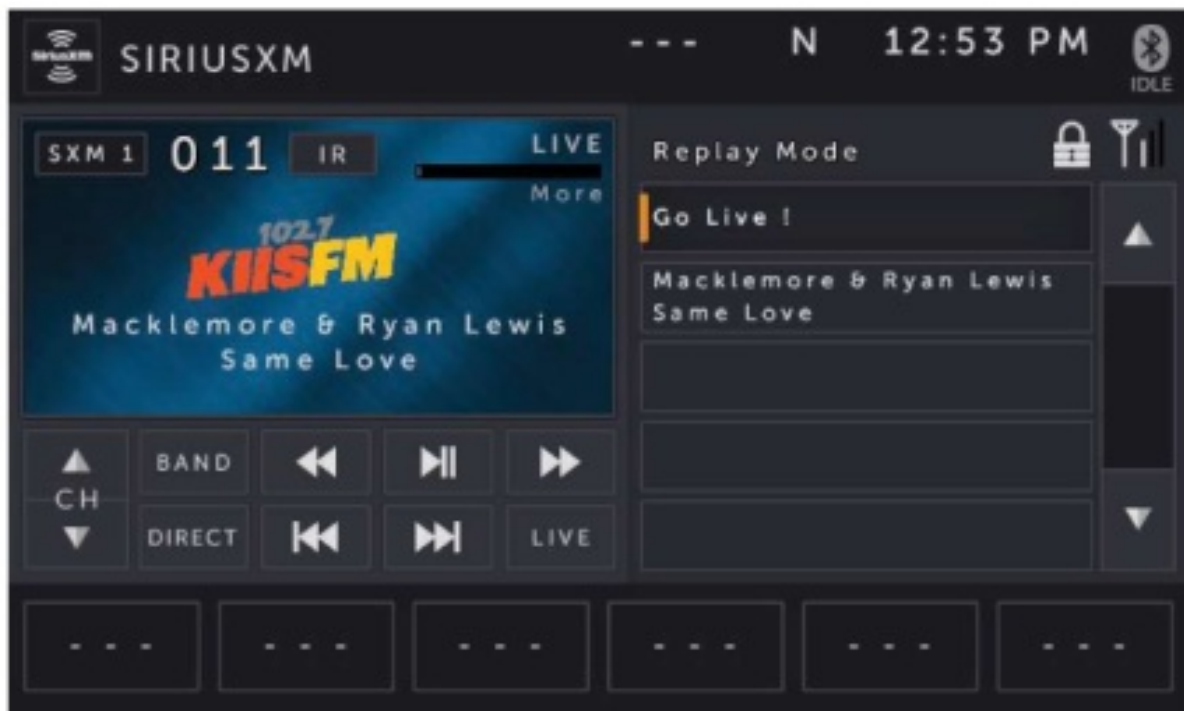 SIRIUSXM
SIRIUSXM
--- N 12:53 PM
IDLE
SXM 1 011 IR LIVE
More
102.7
KIISFM
Macklemore & Ryan Lewis
Same Love
Replay Mode
Go Live !
Macklemore & Ryan Lewis
Same Love
CH
BAND
DIRECT
LIVE
--- --- --- --- --- ---